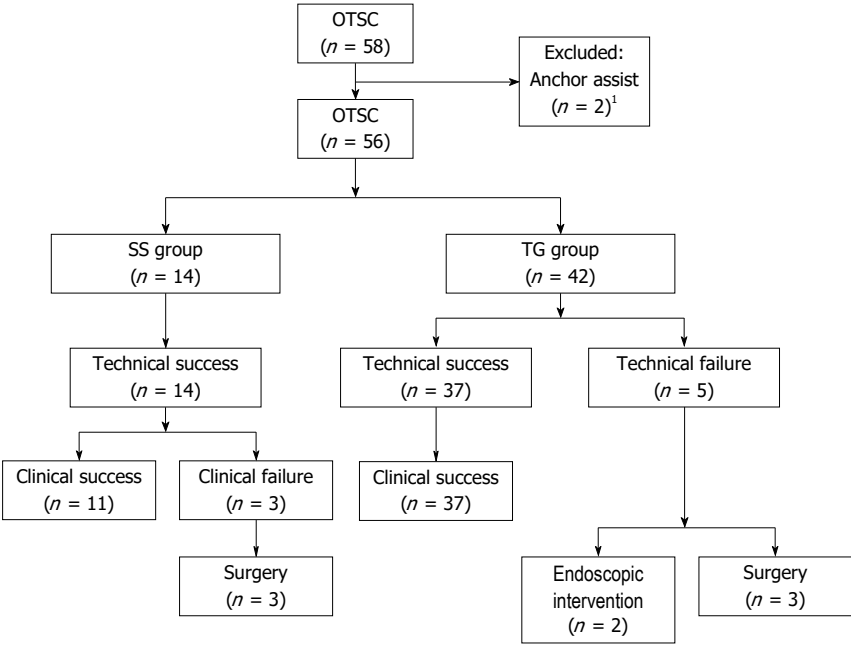 OTSC
(n = 58)
Excluded:
Anchor assist
(n = 2)¹
OTSC
(n = 56)
SS group
(n = 14)
TG group
(n = 42)
Technical success
(n = 14)
Technical success
(n = 37)
Technical failure
(n = 5)
Clinical success
(n = 11)
Clinical failure
(n = 3)
Clinical success
(n = 37)
Surgery
(n = 3)
Endoscopic
intervention
(n = 2)
Surgery
(n = 3)